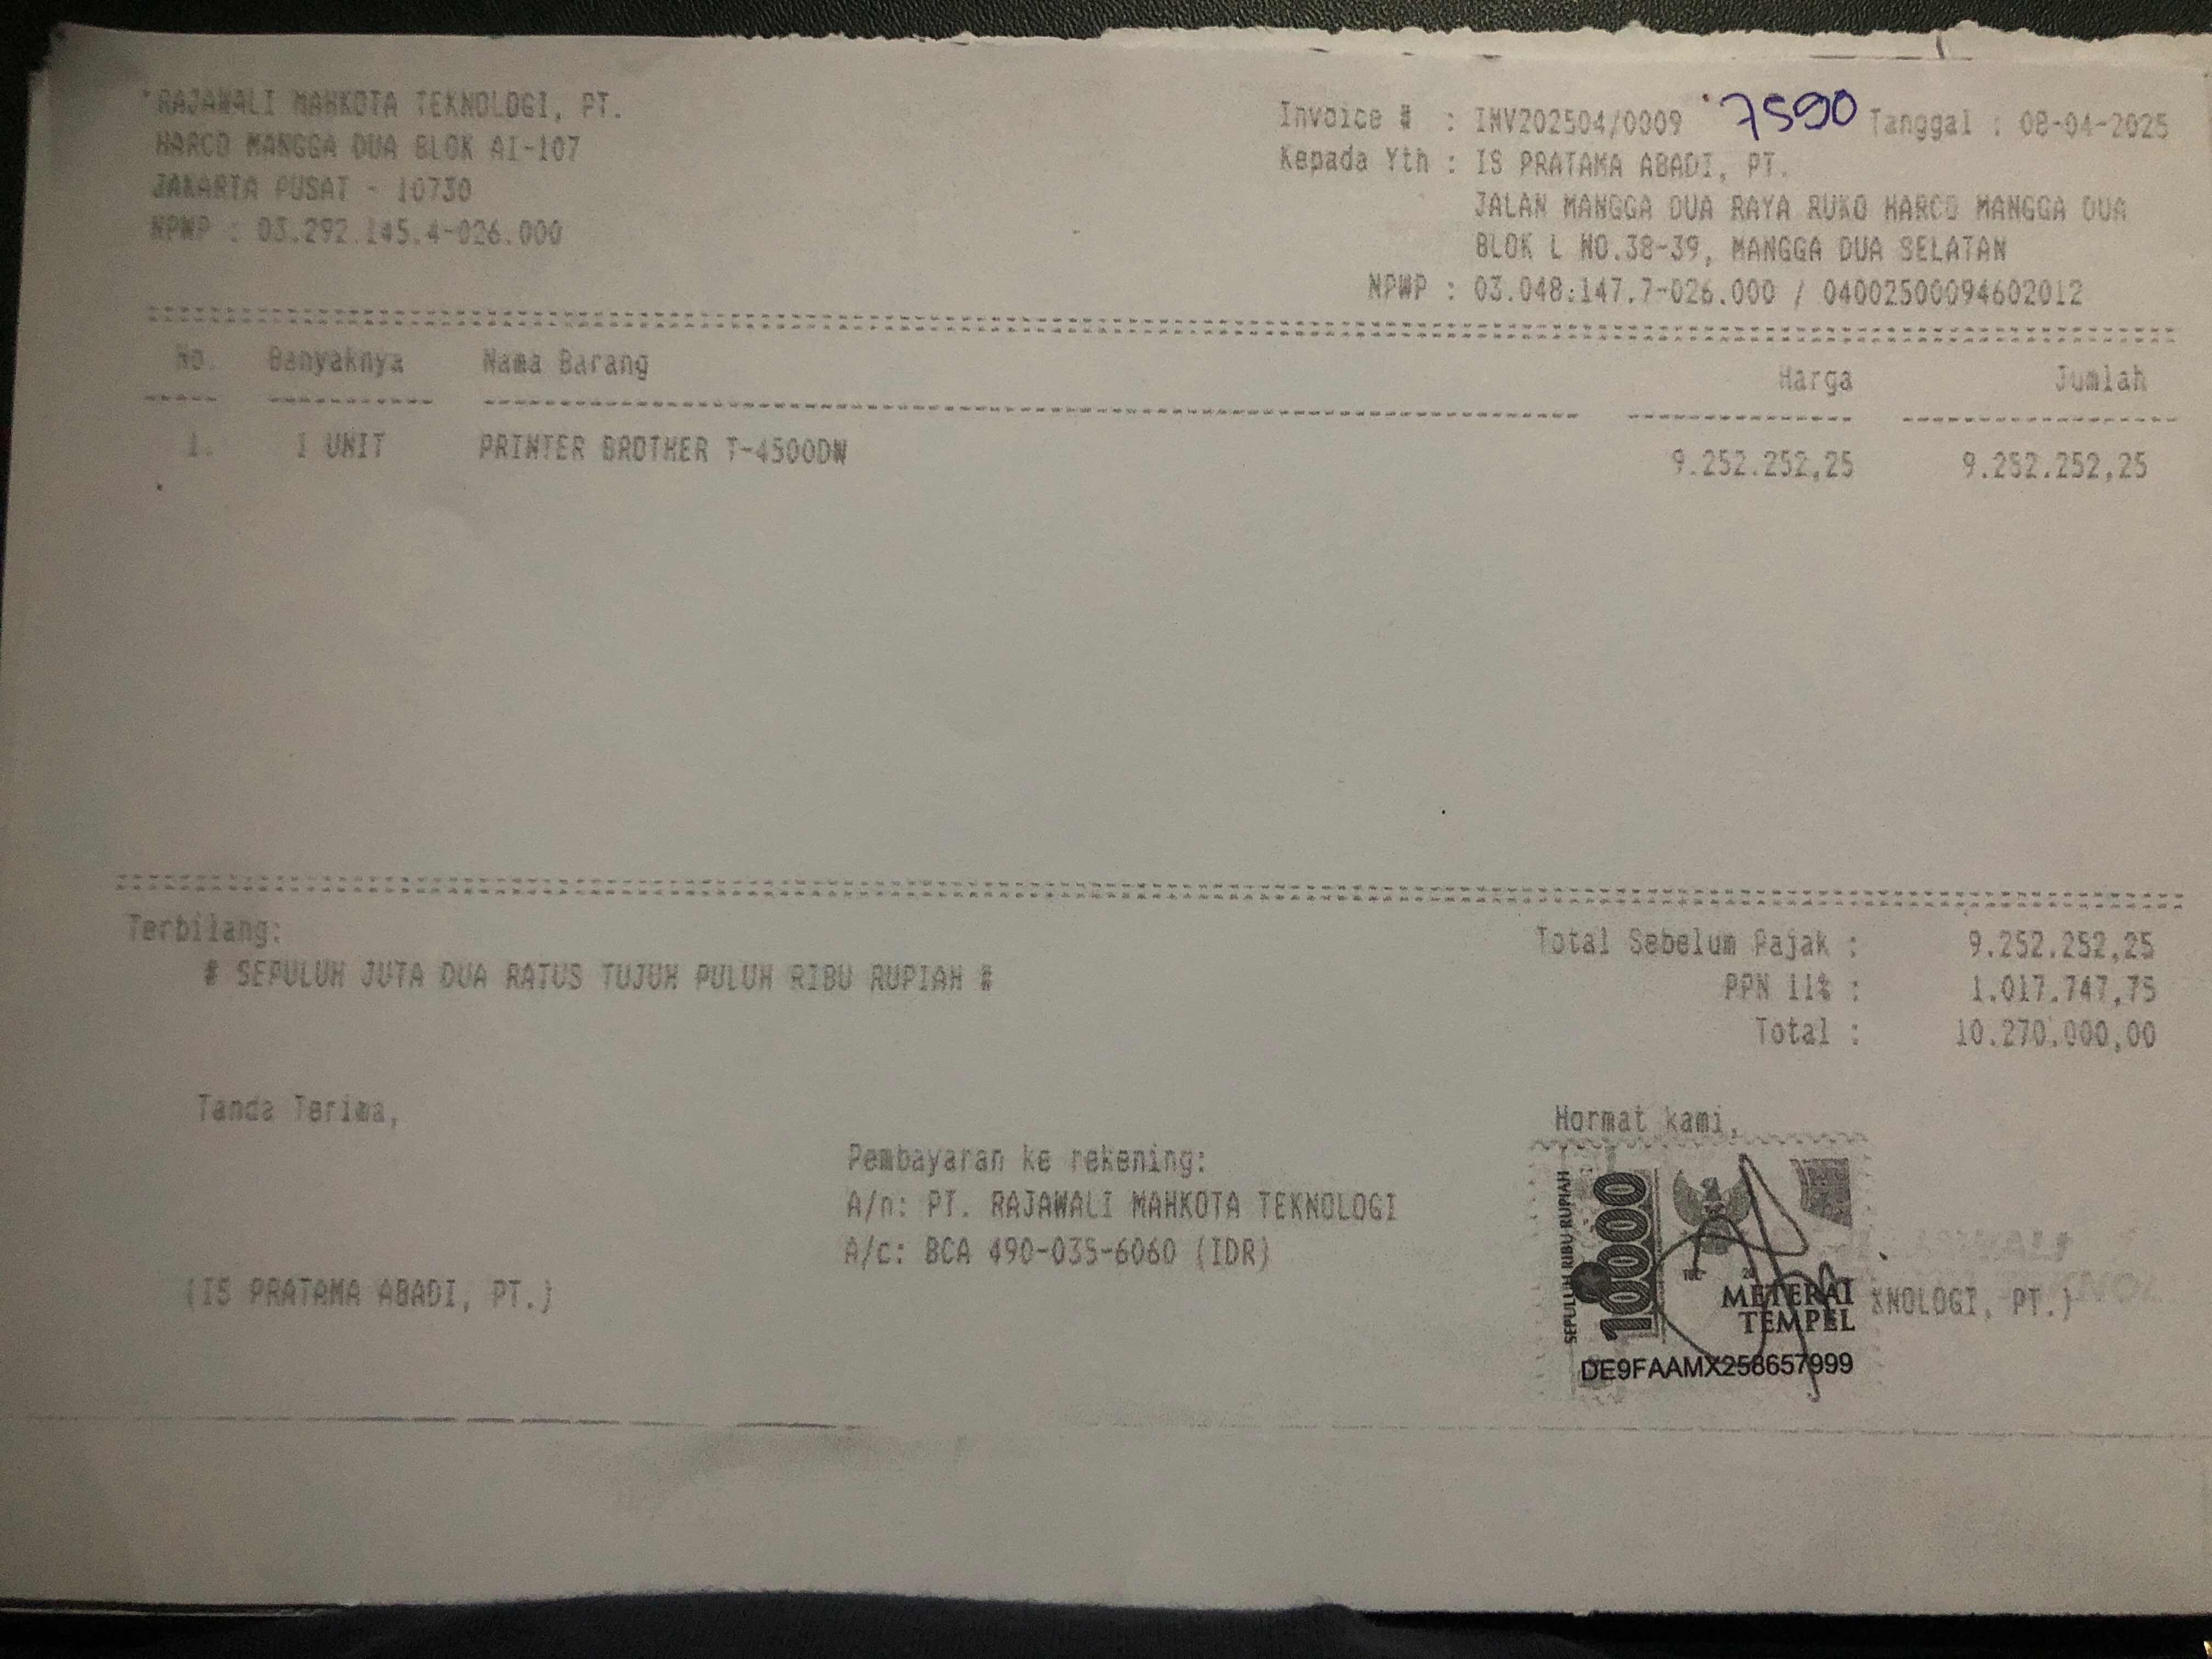 RAJAWALI MAHKOTA TEKNOLOGI, PT.
HARCO MANGGA DUA BLOK AI-107
JAKARTA PUSAT - 10730
NPWP : 03.292.145.4-026.000
Invoice # : INV202504/0009 7590 Tanggal : 08-04-2025
Kepada Yth : IS PRATAMA ABADI, PT.
JALAN MANGGA DUA RAYA RUKO HARCO MANGGA DUA
BLOK L NO.38-39, MANGGA DUA SELATAN
NPWP : 03.048.147.7-026.000 / 04002500094602012
No. Banyaknya Nama Barang Harga Jumlah
1. 1 UNIT PRINTER BROTHER T-4500DW 9.252.252,25 9.252.252,25
Terbilang:
# SEPULUH JUTA DUA RATUS TUJUH PULUH RIBU RUPIAH #
Total Sebelum Pajak : 9.252.252,25
PPN 11% : 1.017.747,75
Total : 10.270.000,00
Tanda Terima,
(IS PRATAMA ABADI, PT.)
Pembayaran ke rekening:
A/n: PT. RAJAWALI MAHKOTA TEKNOLOGI
A/c: BCA 490-035-6060 (IDR)
Hormat kami,
SEPULUH RIBU RUPIAH
10000
METERAI
TEMPEL
DE9FAAMX258657999
KNOLOGI, PT.)